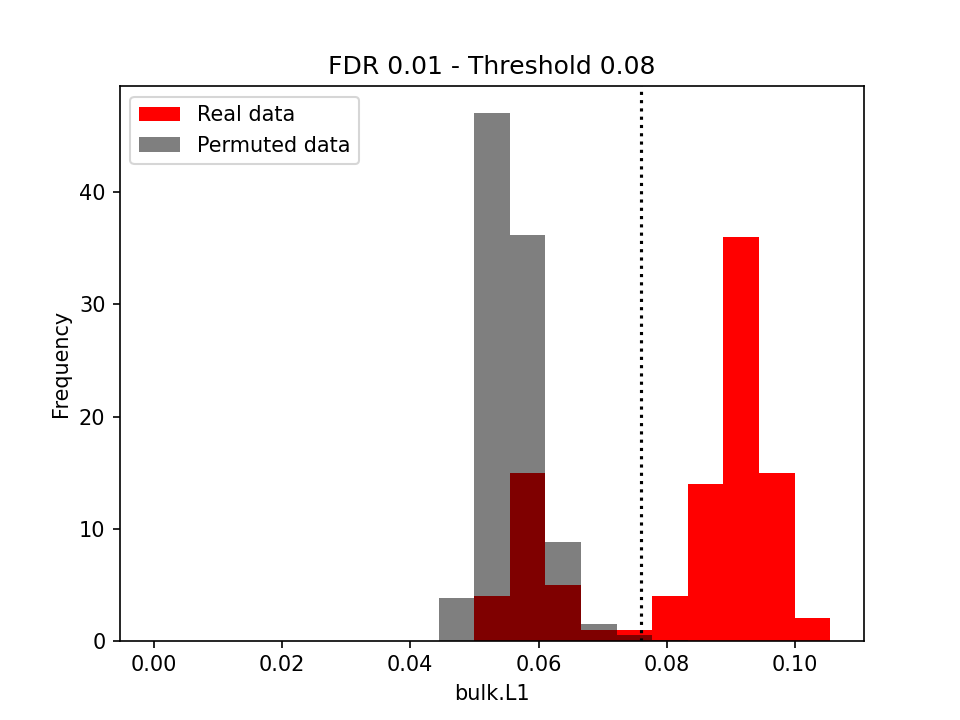 FDR 0.01 - Threshold 0.08
Real data
Permuted data
Frequency
40
30
20
10
0
0.00 0.02 0.04 0.06 0.08 0.10
bulk.L1